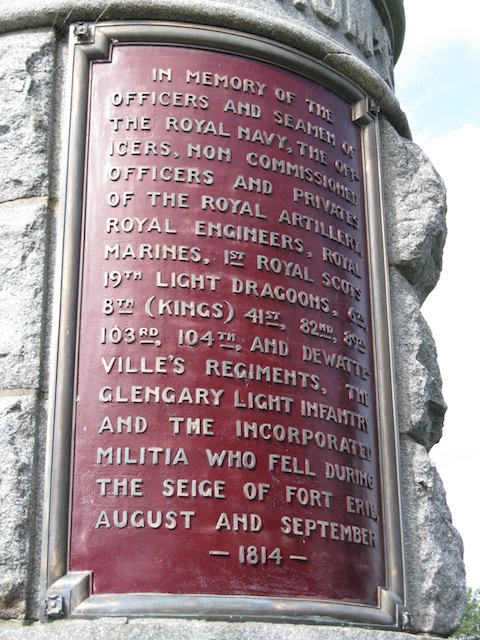 IN MEMORY OF THE
OFFICERS AND SEAMEN OF
THE ROYAL NAVY, THE OFF-
ICERS, NON COMMISSIONED
OFFICERS AND PRIVATES
OF THE ROYAL ARTILLERY
ROYAL ENGINEERS, ROYAL
MARINES, 1ST ROYAL SCOTS
19TH LIGHT DRAGOONS, 6TH,
8TH (KINGS) 41ST, 82ND, 89TH
103RD, 104TH, AND DEWATTE-
VILLE'S REGIMENTS, THE
GLENGARY LIGHT INFANTRY
AND THE INCORPORATED
MILITIA WHO FELL DURING
THE SEIGE OF FORT ERIE
AUGUST AND SEPTEMBER
– 1814 –